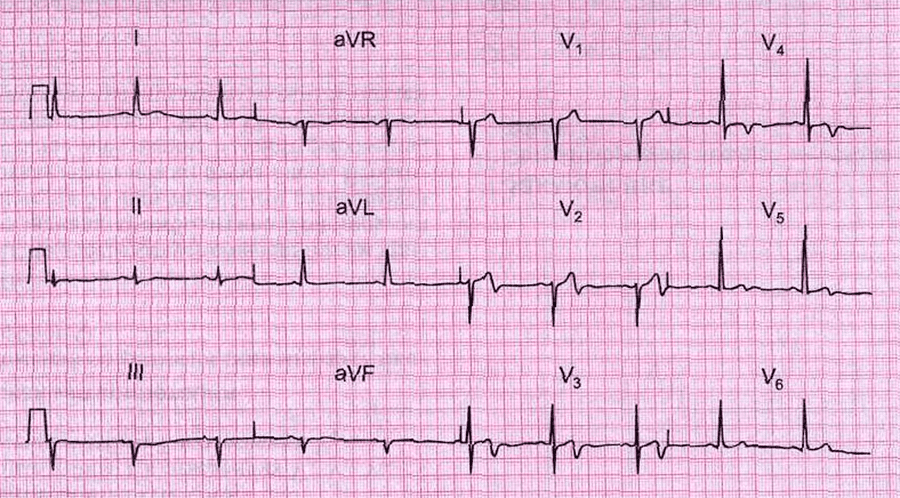 I aVR V₁ V₄
II aVL V₂ V₅
III aVF V₃ V₆